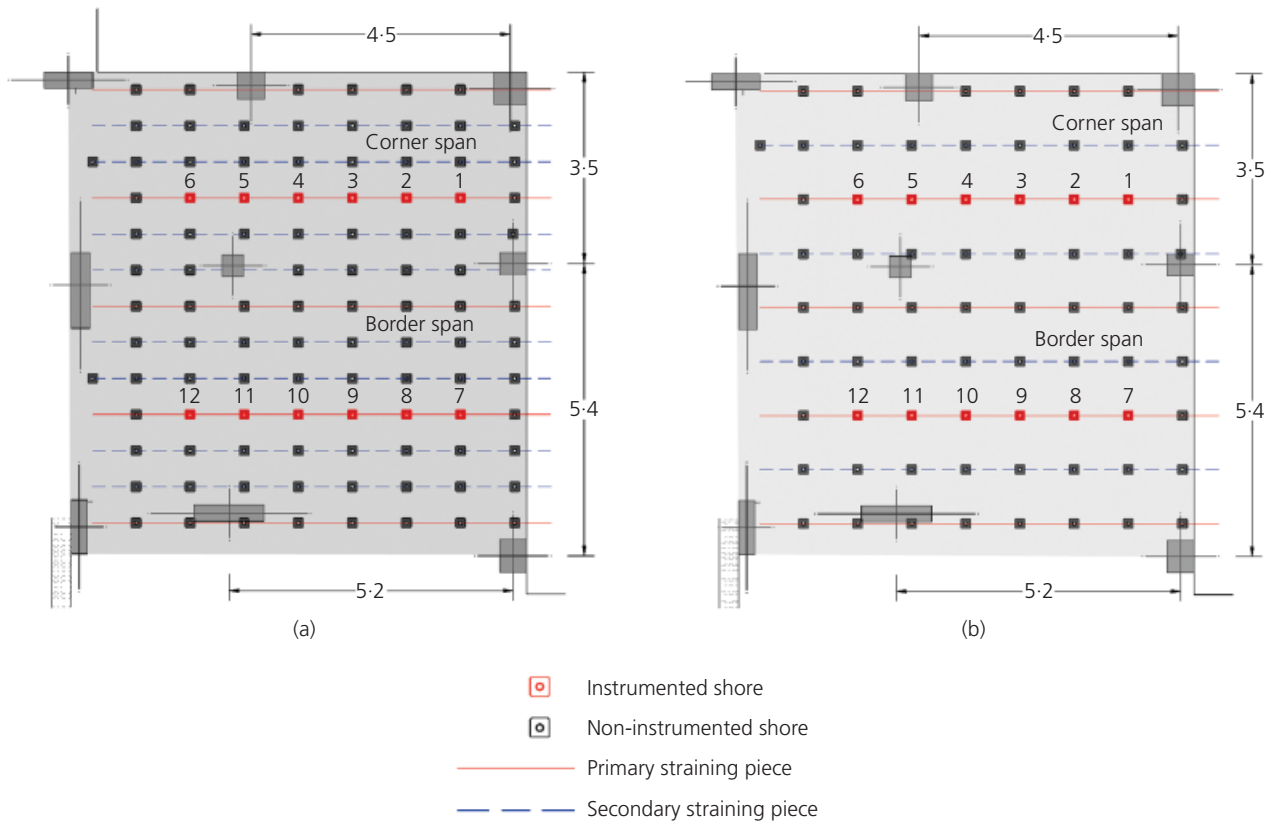 4·5
Corner span
3·5
6 5 4 3 2 1
Border span
12 11 10 9 8 7
5·4
5·2
(a)
4·5
Corner span
3·5
6 5 4 3 2 1
Border span
12 11 10 9 8 7
5·4
5·2
(b)
Instrumented shore
Non-instrumented shore
Primary straining piece
Secondary straining piece